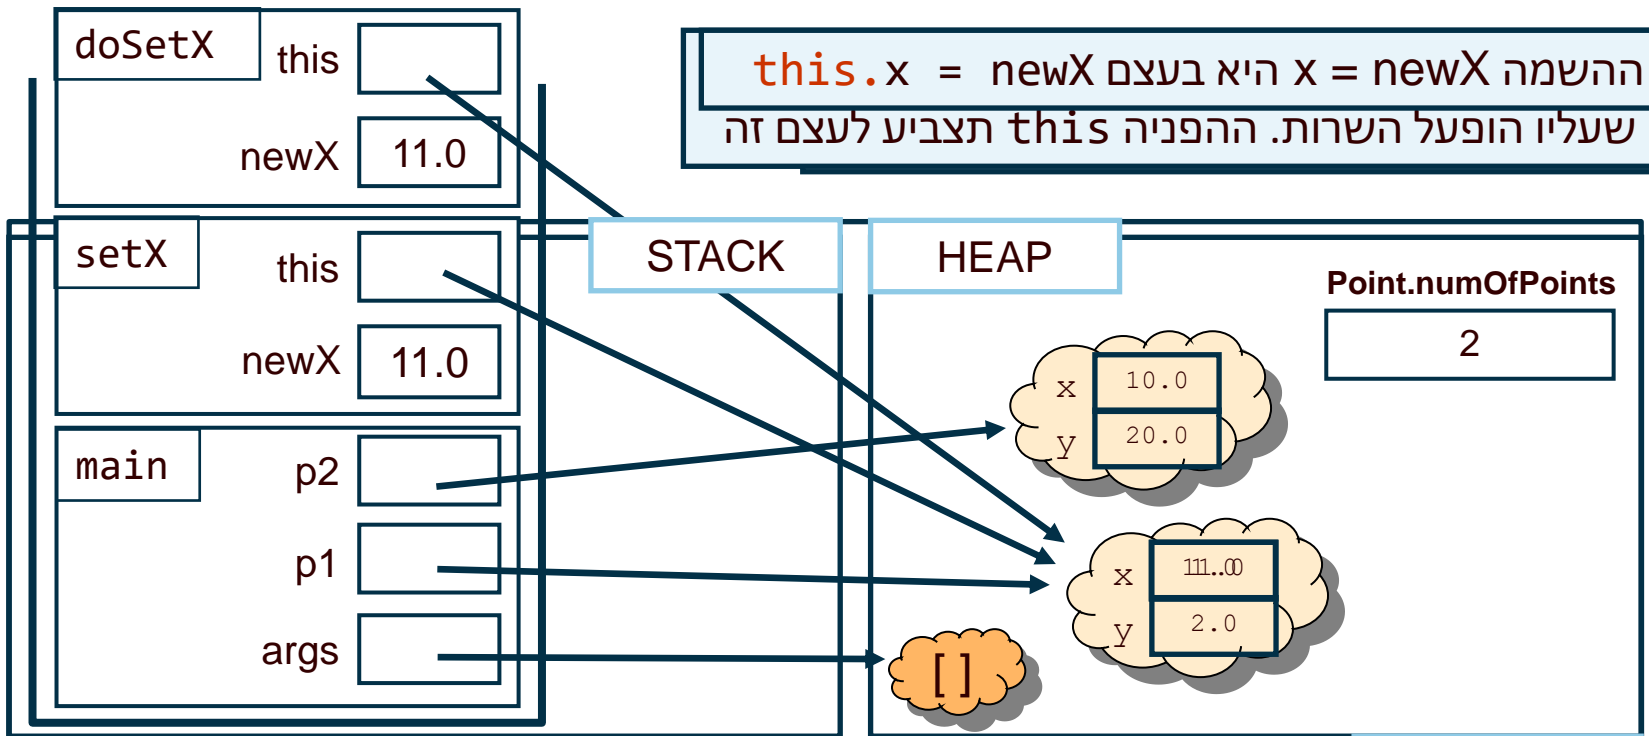 doSetX
this
newX 11.0
ההשמה x = newX היא בעצם this.x = newX
שעליו הופעל השרות. ההפניה this תצביע לעצם זה
setX
this
newX 11.0
STACK
HEAP
Point.numOfPoints
2
x 10.0
y 20.0
main
p2
p1
args
x
y 2.0
[]